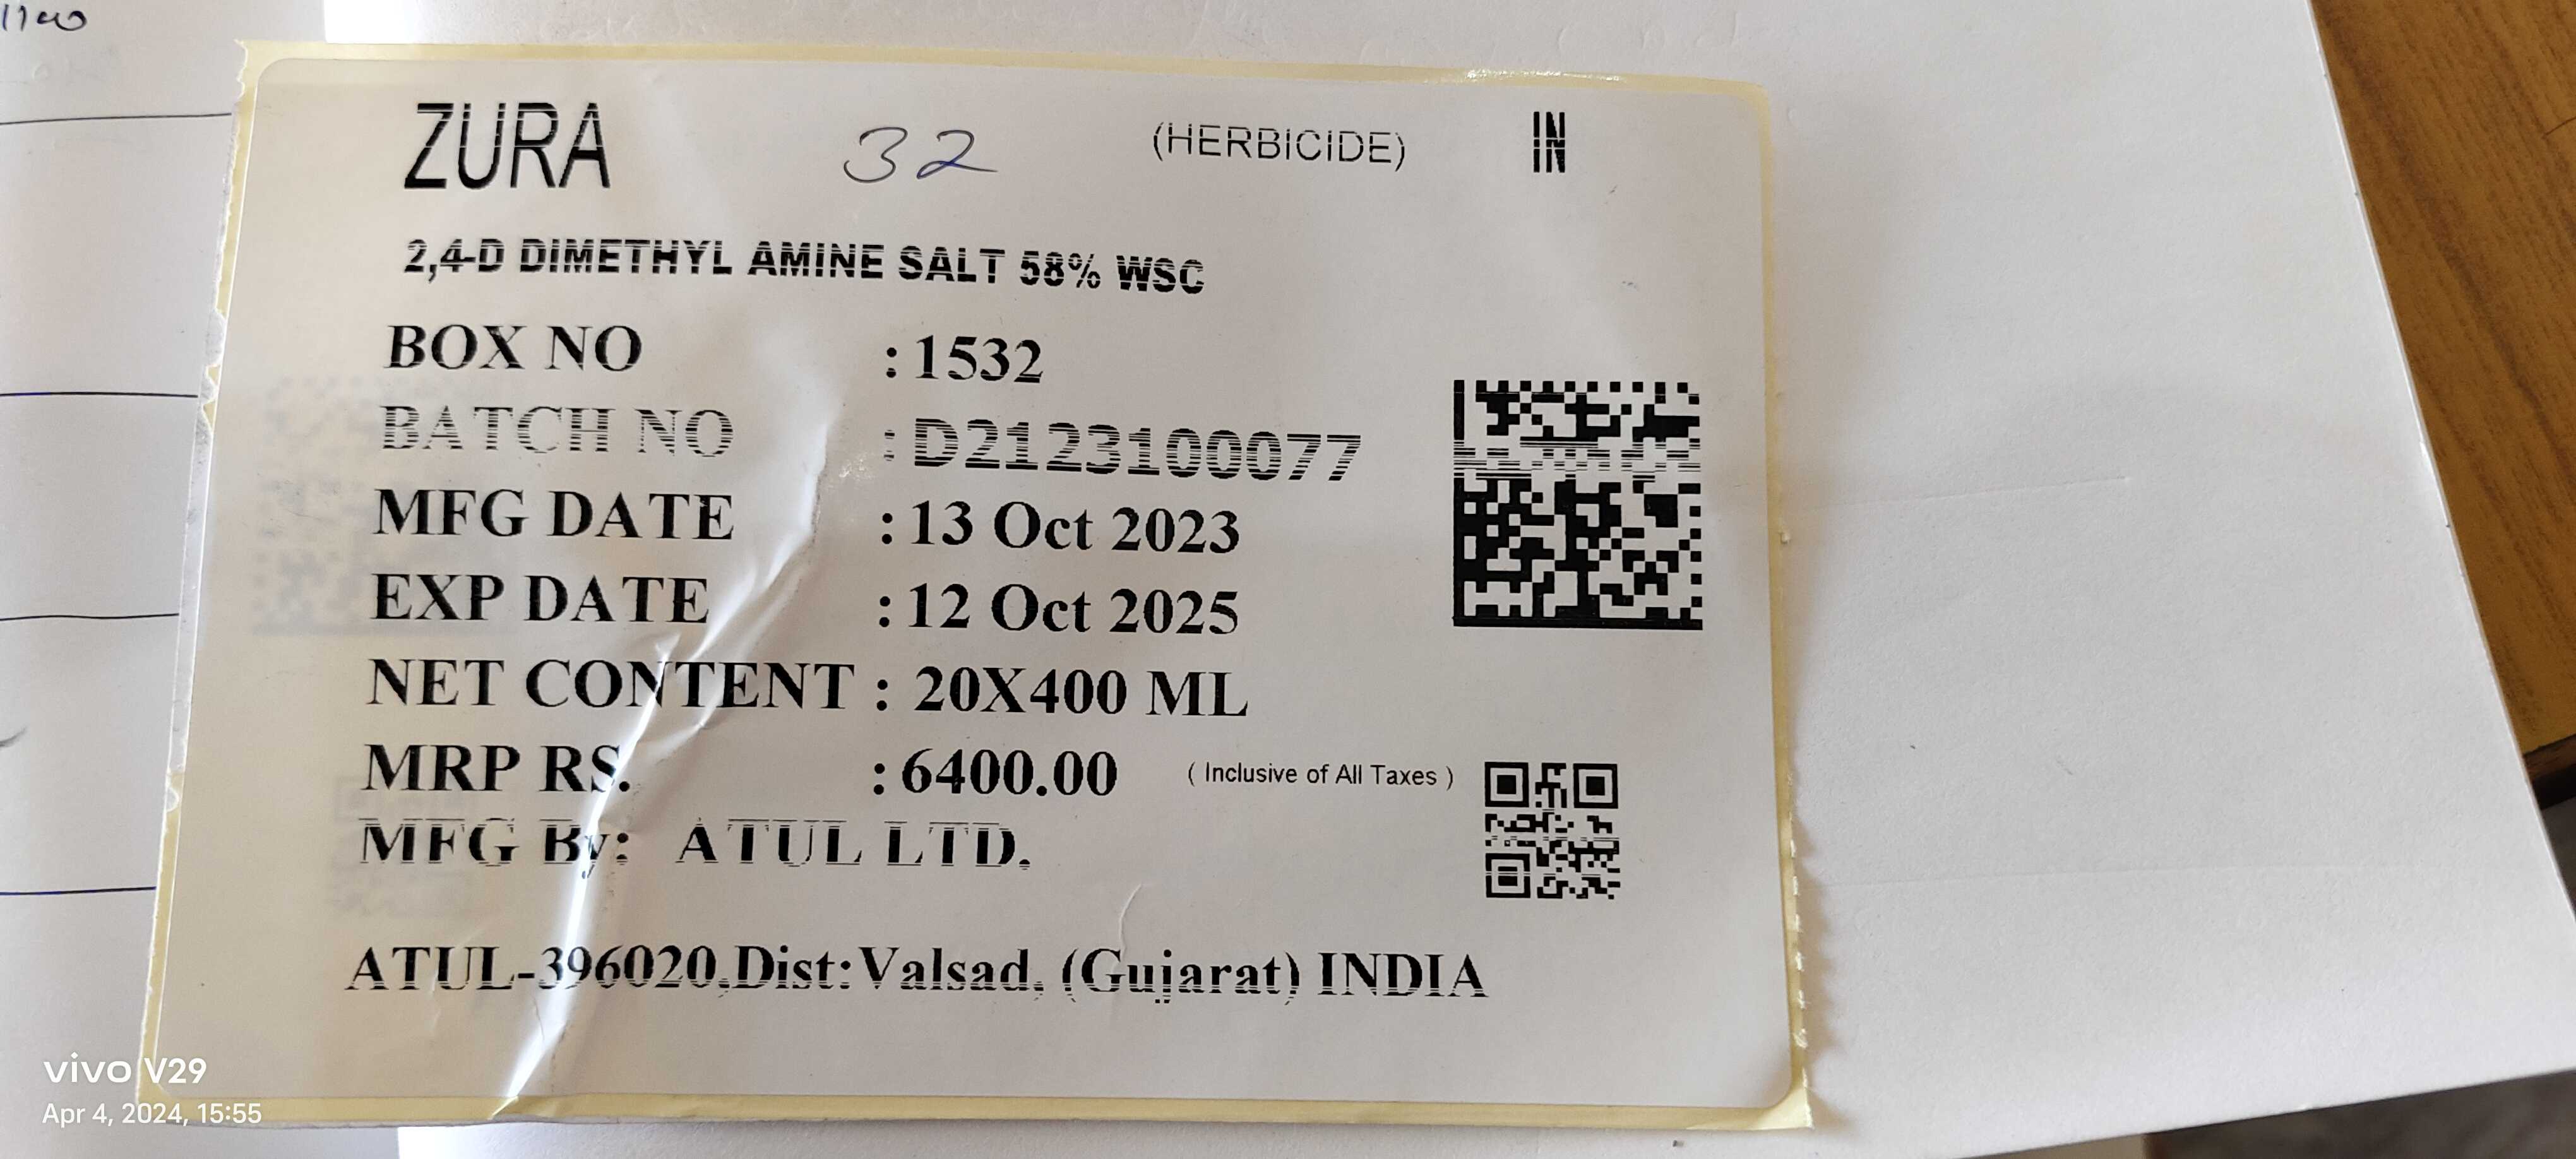 ZURA 32 (HERBICIDE) IN
2,4-D DIMETHYL AMINE SALT 58% WSC
BOX NO : 1532
BATCH NO : D2123100077
MFG DATE : 13 Oct 2023
EXP DATE : 12 Oct 2025
NET CONTENT : 20X400 ML
MRP RS. : 6400.00 ( Inclusive of All Taxes )
MFG By: ATUL LTD.
ATUL-396020,Dist:Valsad, (Gujarat) INDIA
vivo V29
Apr 4, 2024, 15:55